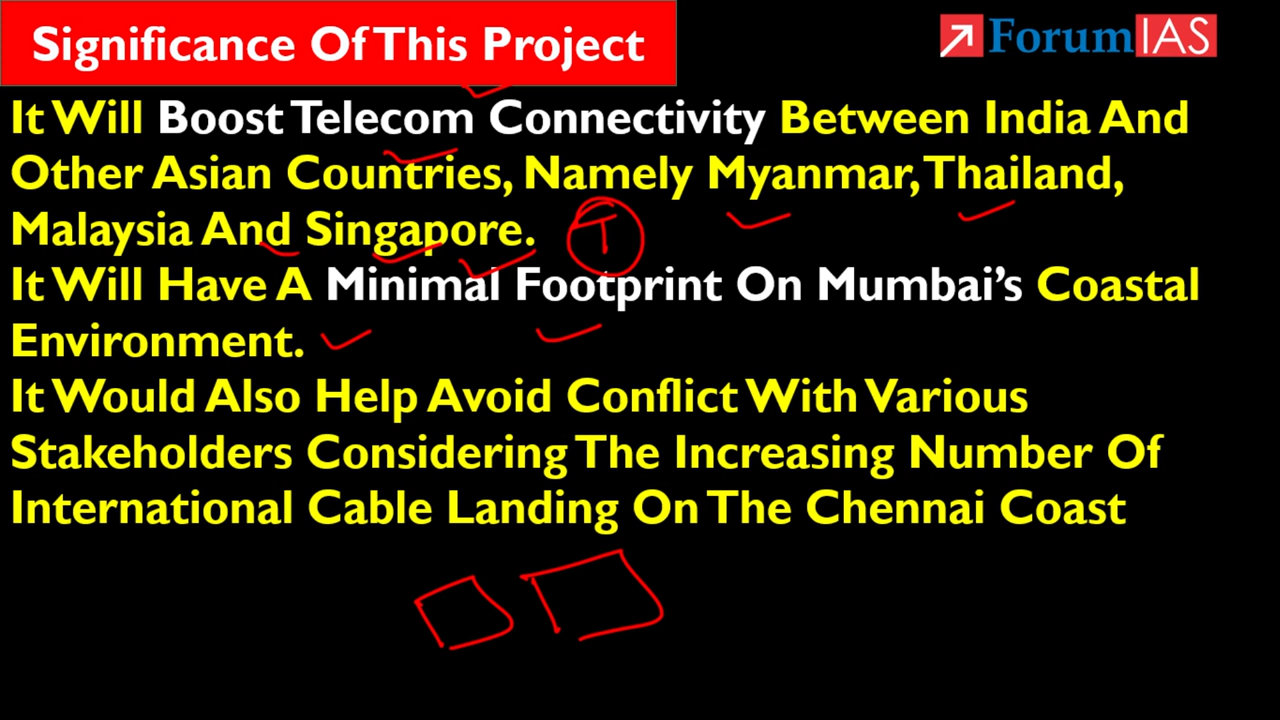 Significance Of This Project
ForumIAS
It Will Boost Telecom Connectivity Between India And
Other Asian Countries, Namely Myanmar, Thailand,
Malaysia And Singapore.
T
It Will Have A Minimal Footprint On Mumbai's Coastal
Environment.
It Would Also Help Avoid Conflict With Various
Stakeholders Considering The Increasing Number Of
International Cable Landing On The Chennai Coast